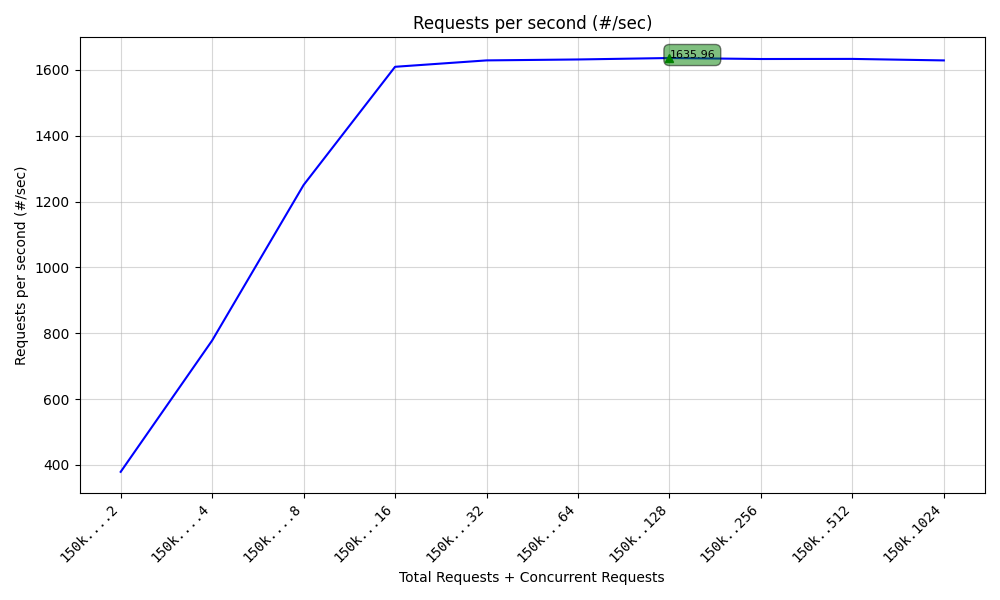 Requests per second (#/sec)
1635.96
1600
1400
1200
1000
800
600
400
Requests per second (#/sec)
150k....2
150k....4
150k....8
150k...16
150k...32
150k...64
150k..128
150k..256
150k..512
150k.1024
Total Requests + Concurrent Requests